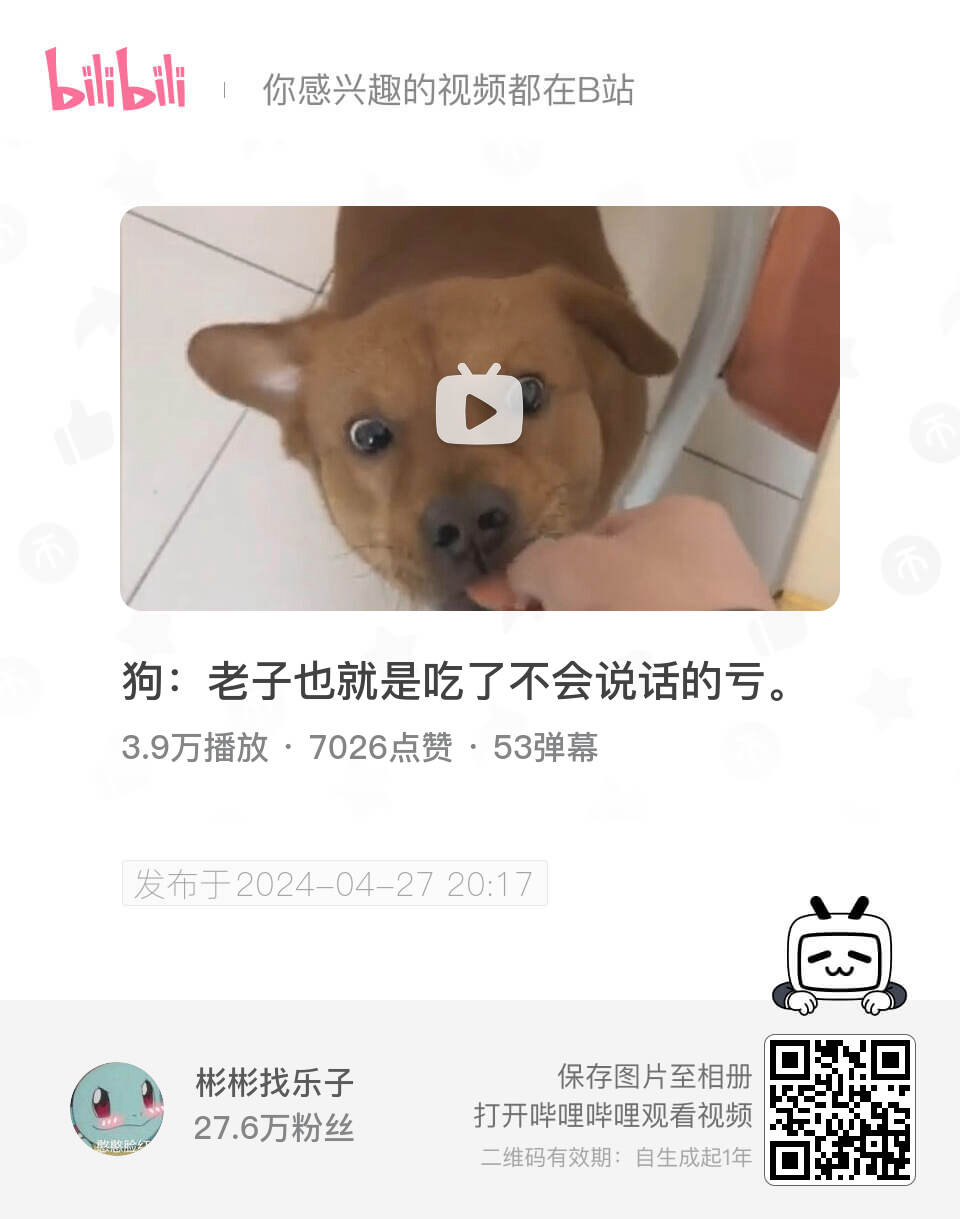 bilibili
你感兴趣的视频都在B站
狗：老子也就是吃了不会说话的亏。
3.9万播放 · 7026点赞 · 53弹幕
发布于2024-04-27 20:17
彬彬找乐子
27.6万粉丝
憨憨脸红
保存图片至相册
打开哔哩哔哩观看视频
二维码有效期：自生成起1年